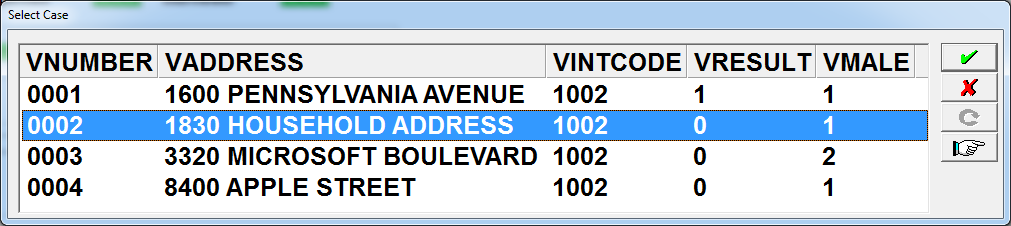 Select Case
VNUMBER VADDRESS VINTCODE VRESULT VMALE
0001 1600 PENNSYLVANIA AVENUE 1002 1 1
0002 1830 HOUSEHOLD ADDRESS 1002 0 1
0003 3320 MICROSOFT BOULEVARD 1002 0 2
0004 8400 APPLE STREET 1002 0 1